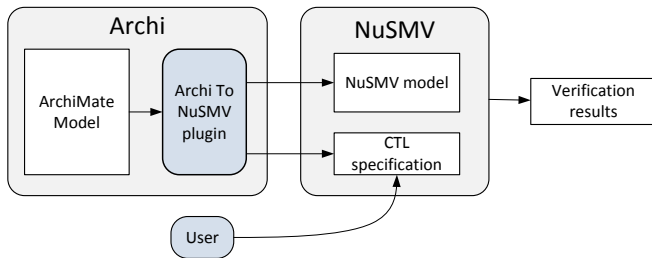 Archi
NuSMV
ArchiMate
Model
Archi To
NuSMV
plugin
NuSMV model
CTL
specification
Verification
results
User